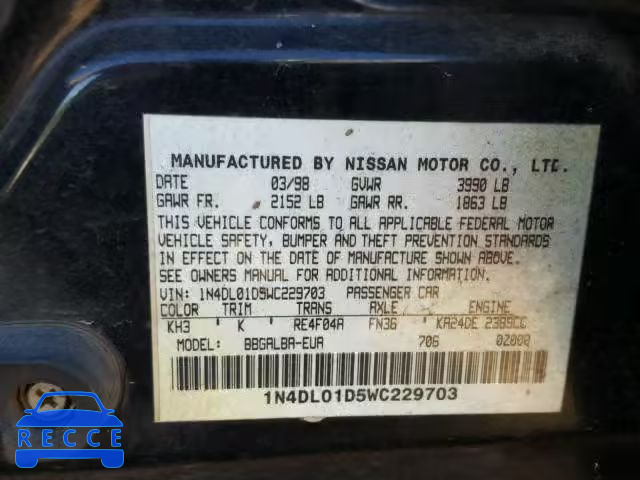 MANUFACTURED BY NISSAN MOTOR CO., LTD.
DATE 03/98 GVWR 3990 LB
GAWR FR. 2152 LB GAWR RR. 1863 LB
THIS VEHICLE CONFORMS TO ALL APPLICABLE FEDERAL MOTOR
VEHICLE SAFETY, BUMPER AND THEFT PREVENTION STANDARDS
IN EFFECT ON THE DATE OF MANUFACTURE SHOWN ABOVE.
SEE OWNERS MANUAL FOR ADDITIONAL INFORMATION.
VIN: 1N4DL01D5WC229703 PASSENGER CAR
COLOR TRIM TRANS AXLE ENGINE
KH3 K RE4F04A FN36 KA24DE 2389CC
MODEL: BBGALBA-EUA 706 0Z000
1N4DL01D5WC229703
RECCE